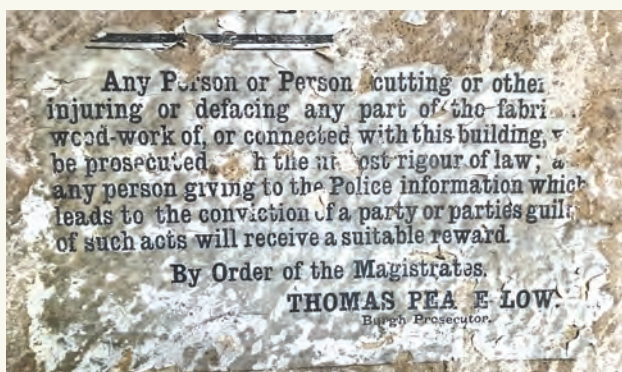 Any Person or Person cutting or other
injuring or defacing any part of the fabri
wood-work of, or connected with this building,
be prosecuted the rigour of law;
any person giving to the Police information which
leads to the conviction of a party or parties guil
of such acts will receive a suitable reward.
By Order of the Magistrates.
THOMAS LOW.
Burgh Prosecutor.